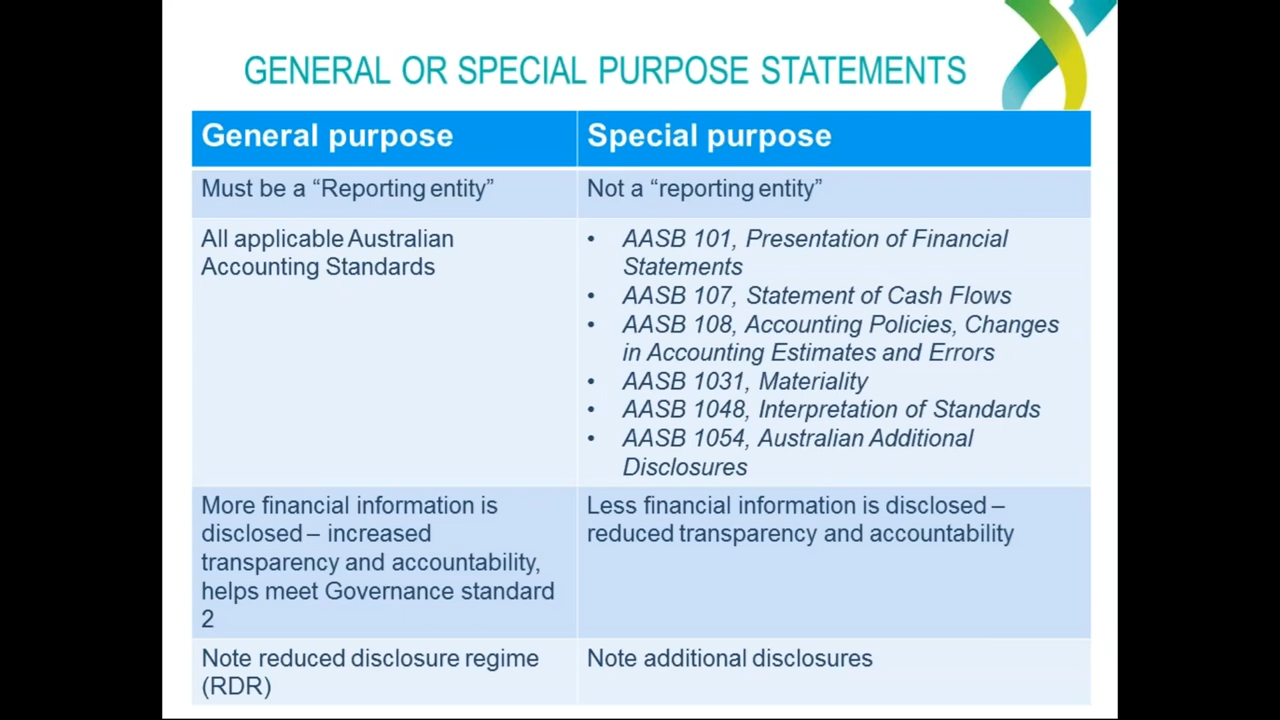 GENERAL OR SPECIAL PURPOSE STATEMENTS
General purpose
Special purpose
Must be a “Reporting entity”
Not a “reporting entity”
All applicable Australian
Accounting Standards
• AASB 101, Presentation of Financial
Statements
• AASB 107, Statement of Cash Flows
• AASB 108, Accounting Policies, Changes
in Accounting Estimates and Errors
• AASB 1031, Materiality
• AASB 1048, Interpretation of Standards
• AASB 1054, Australian Additional
Disclosures
More financial information is
disclosed – increased
transparency and accountability,
helps meet Governance standard
2
Less financial information is disclosed –
reduced transparency and accountability
Note reduced disclosure regime
(RDR)
Note additional disclosures